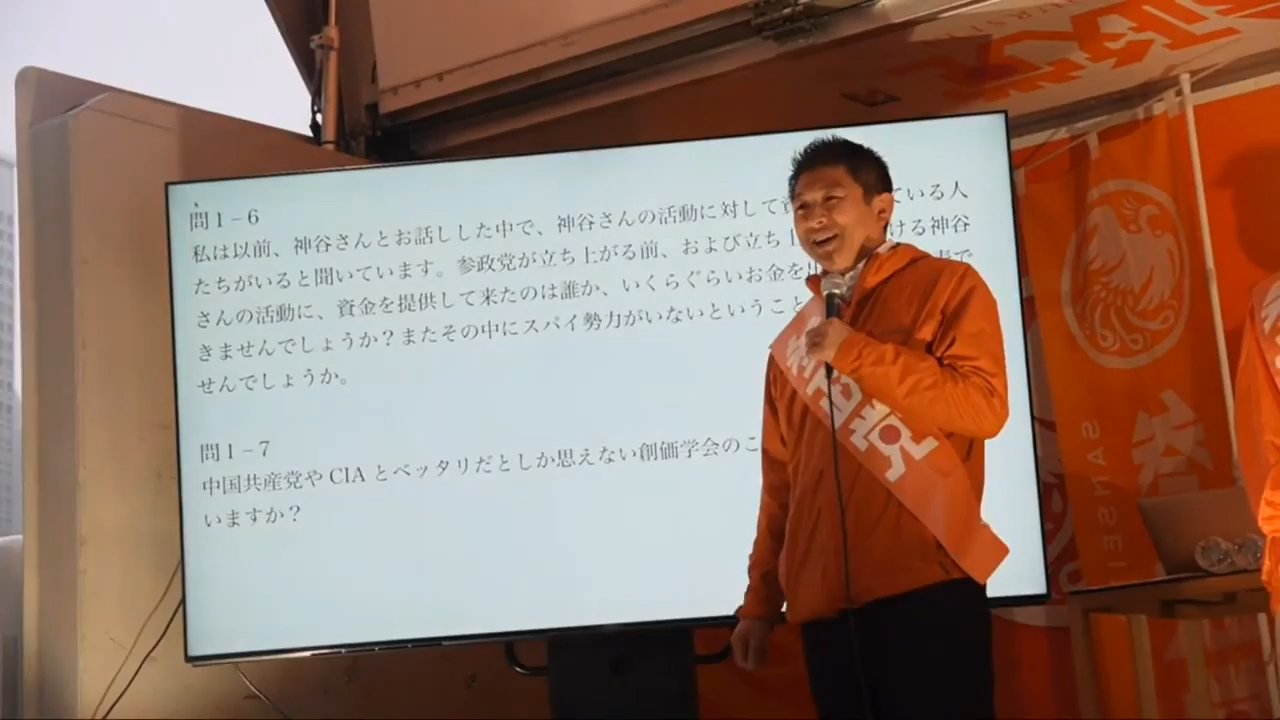 問1−6
私は以前、神谷さんとお話しした中で、神谷さんの活動に対して ている人
たちがいると聞いています。参政党が立ち上がる前、および立ち上 ける神谷
さんの活動に、資金を提供して来たのは誰か、いくらぐらいお金を で
きませんでしょうか？またその中にスパイ勢力がいないということ
せんでしょうか。
問1−7
中国共産党や CIA とベッタリだとしか思えない創価学会のこ
いますか？
参政党
SANSEI